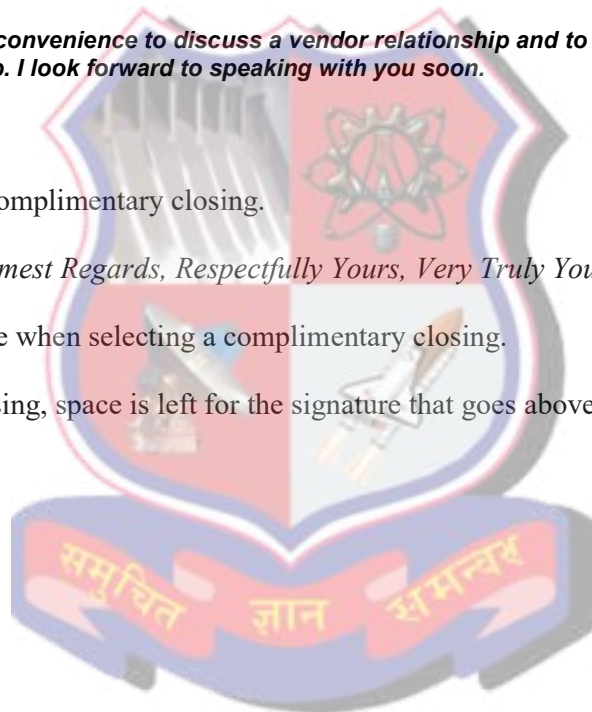 convenience to discuss a vendor relationship and to
. I look forward to speaking with you soon.
omplimentary closing.
mest Regards, Respectfully Yours, Very Truly You
e when selecting a complimentary closing.
sing, space is left for the signature that goes above
समुचित ज्ञान समन्वय